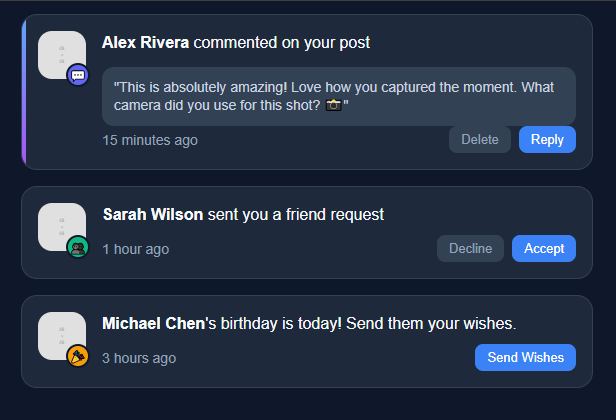 Alex Rivera commented on your post
"This is absolutely amazing! Love how you captured the moment. What
camera did you use for this shot? 📸"
15 minutes ago
Delete
Reply
Sarah Wilson sent you a friend request
1 hour ago
Decline
Accept
Michael Chen's birthday is today! Send them your wishes.
3 hours ago
Send Wishes